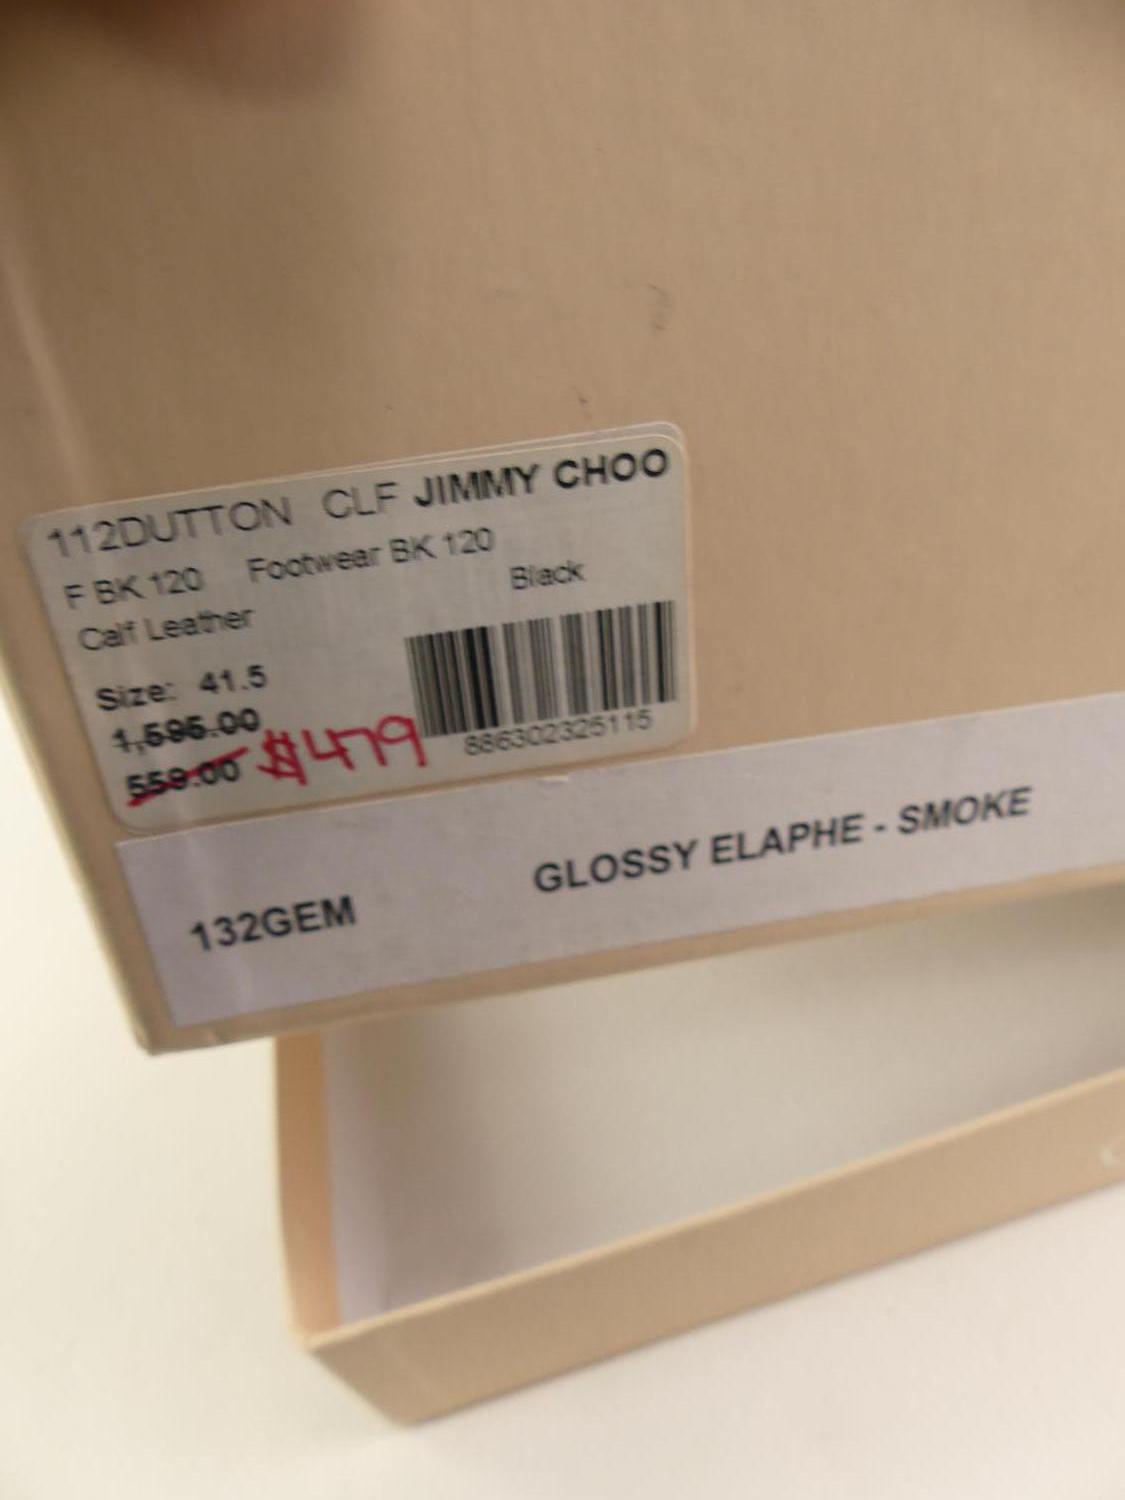 112DUTTON CLF JIMMY CHOO
F BK 120 Footwear BK 120
Calf Leather Black
Size: 41.5
1,595.00
559.00 $479
886302325115
132GEM GLOSSY ELAPHE - SMOKE